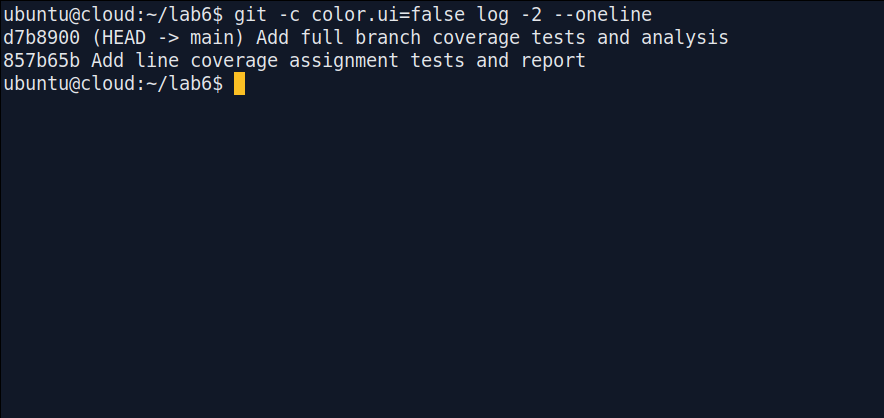 ubuntu@cloud:~/lab6$ git -c color.ui=false log -2 --oneline
d7b8900 (HEAD -> main) Add full branch coverage tests and analysis
857b65b Add line coverage assignment tests and report
ubuntu@cloud:~/lab6$